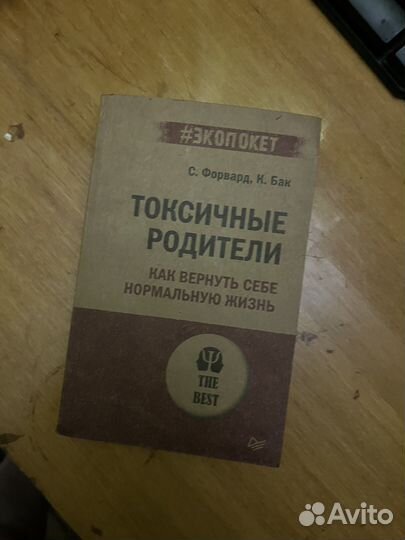 #ЭКОПОКЕТ
С. Форвард, К. Бак
ТОКСИЧНЫЕ
РОДИТЕЛИ
КАК ВЕРНУТЬ СЕБЕ
НОРМАЛЬНУЮ ЖИЗНЬ
Ψ
THE
BEST
Avito